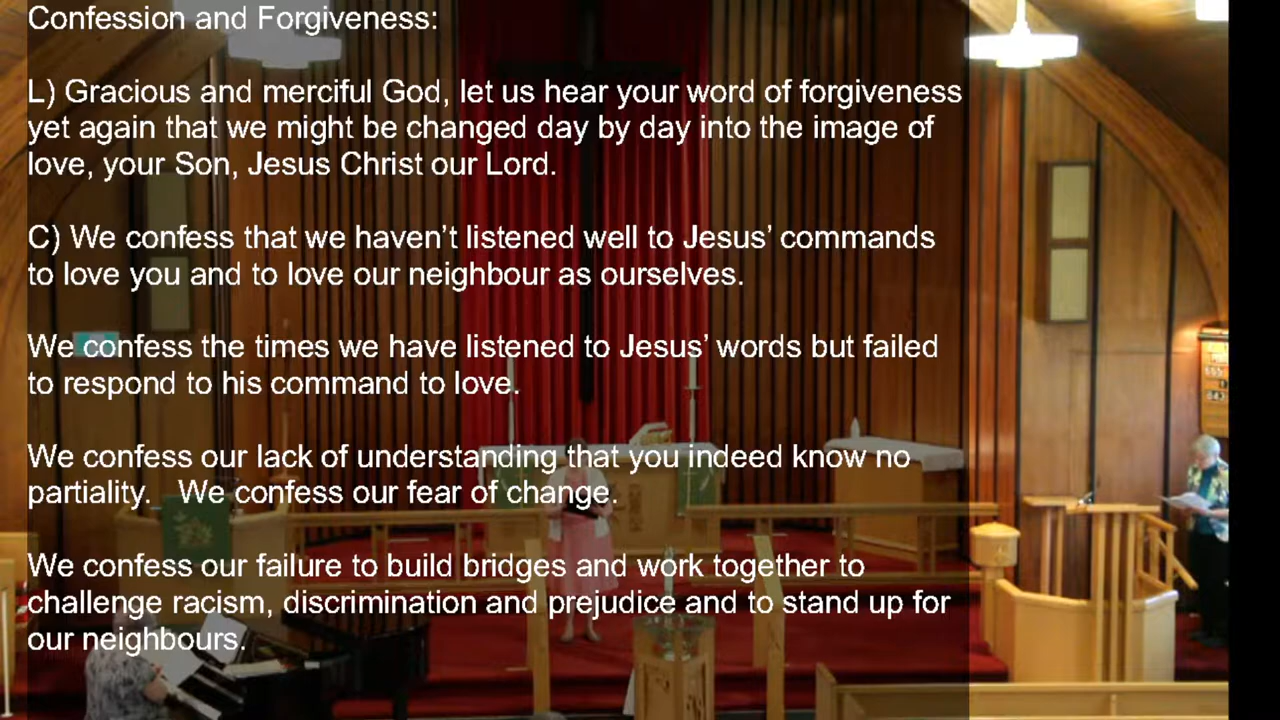 Confession and Forgiveness:
L) Gracious and merciful God, let us hear your word of forgiveness
yet again that we might be changed day by day into the image of
love, your Son, Jesus Christ our Lord.
C) We confess that we haven’t listened well to Jesus’ commands
to love you and to love our neighbour as ourselves.
We confess the times we have listened to Jesus’ words but failed
to respond to his command to love.
We confess our lack of understanding that you indeed know no
partiality.   We confess our fear of change.
We confess our failure to build bridges and work together to
challenge racism, discrimination and prejudice and to stand up for
our neighbours.